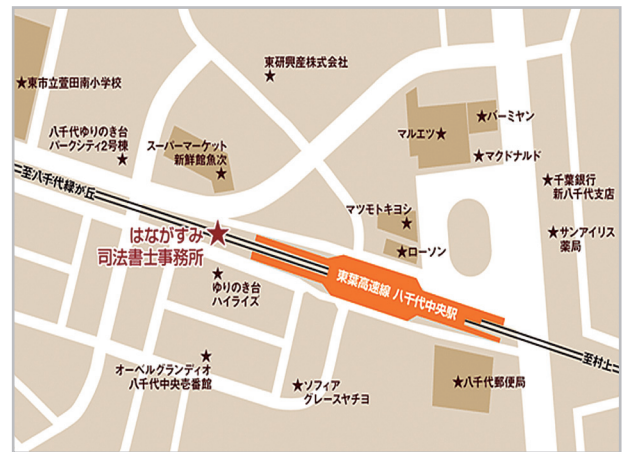 東研興産株式会社
東市立萱田南小学校
八千代ゆりのき台
パークシティ2号棟
スーパーマーケット
新鮮館魚次
マルエツ
バーミヤン
マクドナルド
千葉銀行
新八千代支店
至八千代緑が丘
マツモトキヨシ
サンアイリス
薬局
はながすみ
司法書士事務所
ローソン
ゆりのき台
ハイライズ
東葉高速線 八千代中央駅
至村上
オーベルグランディオ
八千代中央壱番館
ソフィア
グレースヤチヨ
八千代郵便局